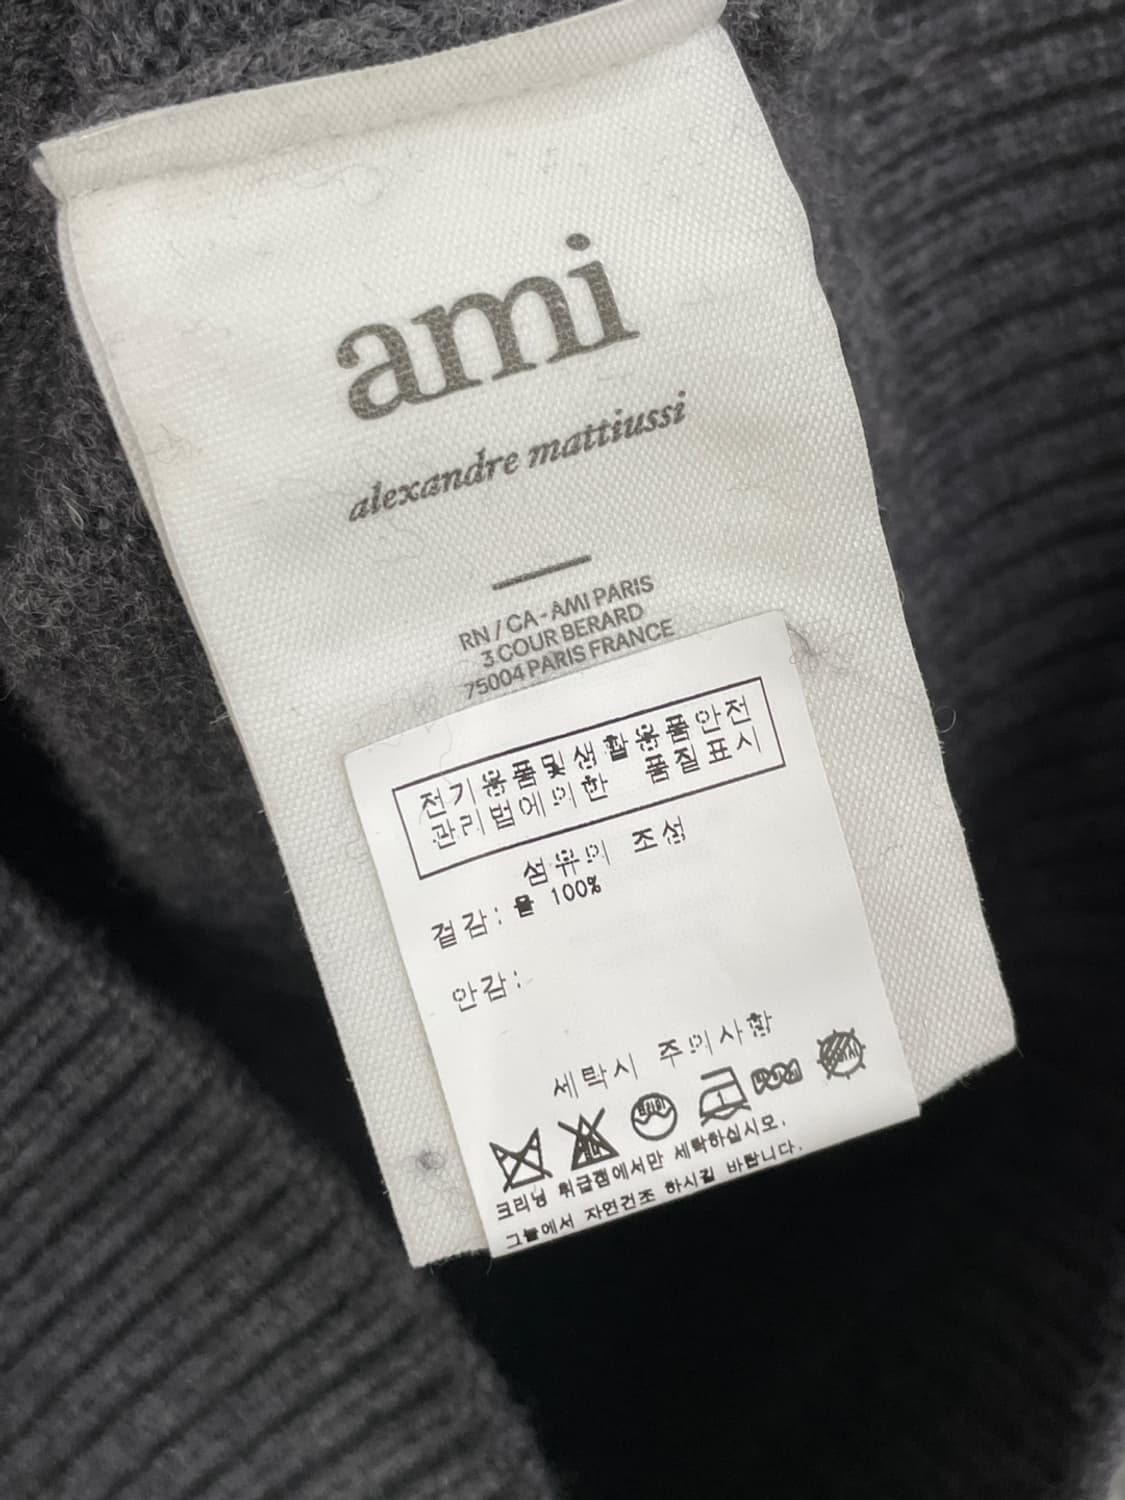 ami
alexandre mattiussi
RN / CA - AMI PARIS
3 COUR BERARD
75004 PARIS FRANCE
전기용품및생활용품안전
관리법에의한 품질표시
섬유의 조성
겉감: 울 100%
안감:
세탁시 주의사항
크리닝 취급점에서만 세탁하십시오.
그늘에서 자연건조 하시길 바랍니다.